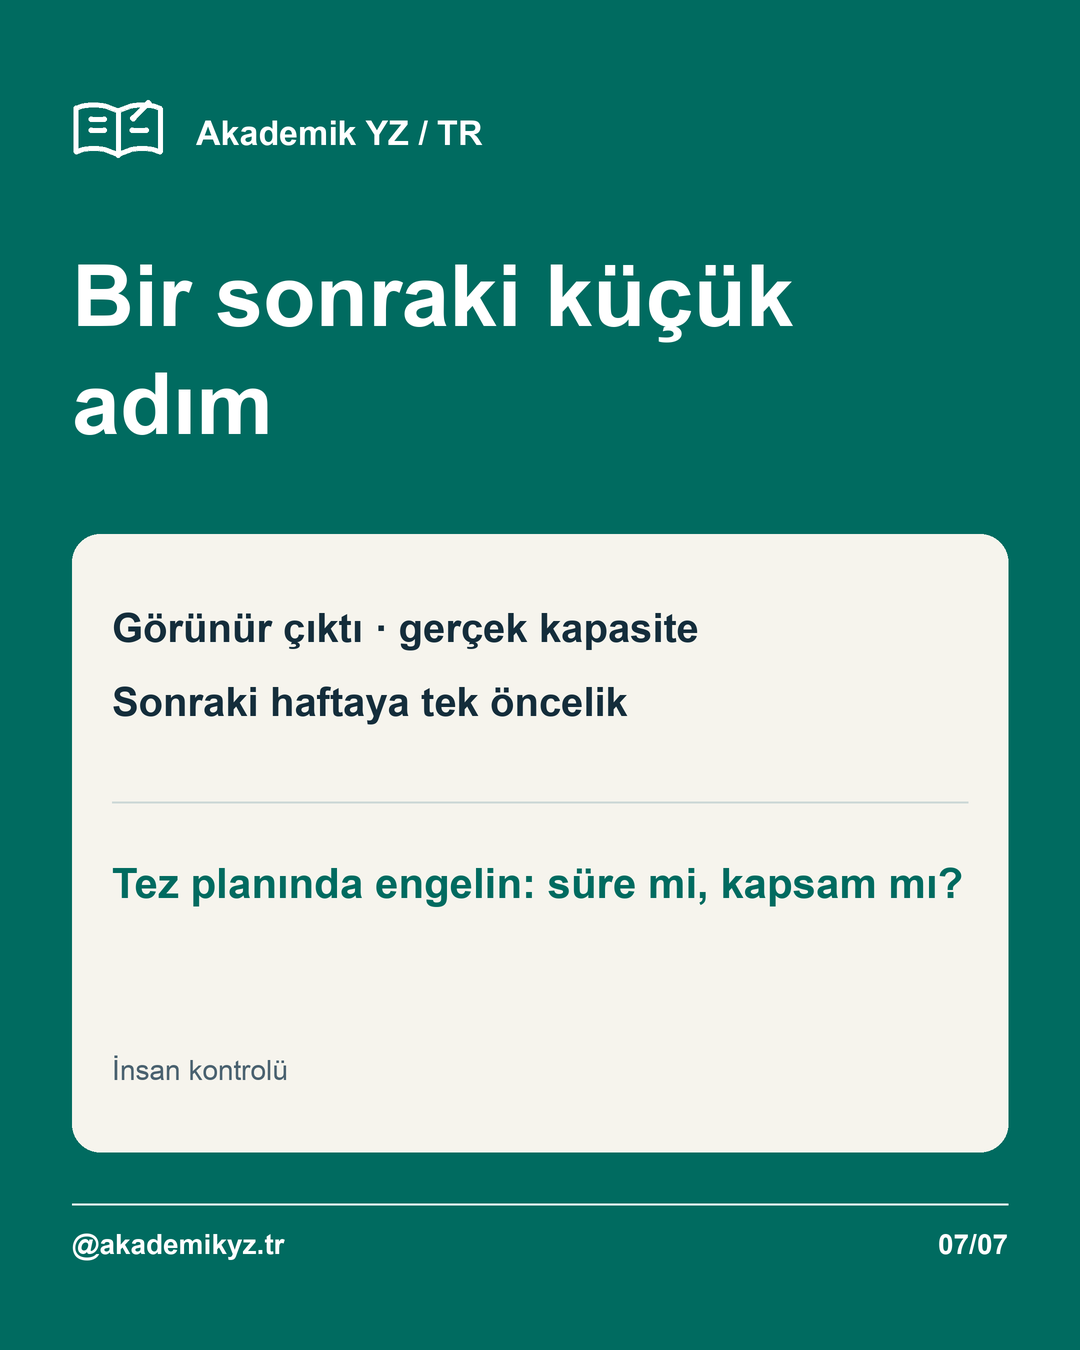 Akademik YZ / TR
Bir sonraki küçük
adım
Görünür çıktı · gerçek kapasite
Sonraki haftaya tek öncelik
Tez planında engelin: süre mi, kapsam mı?
İnsan kontrolü
@akademikyz.tr
07/07